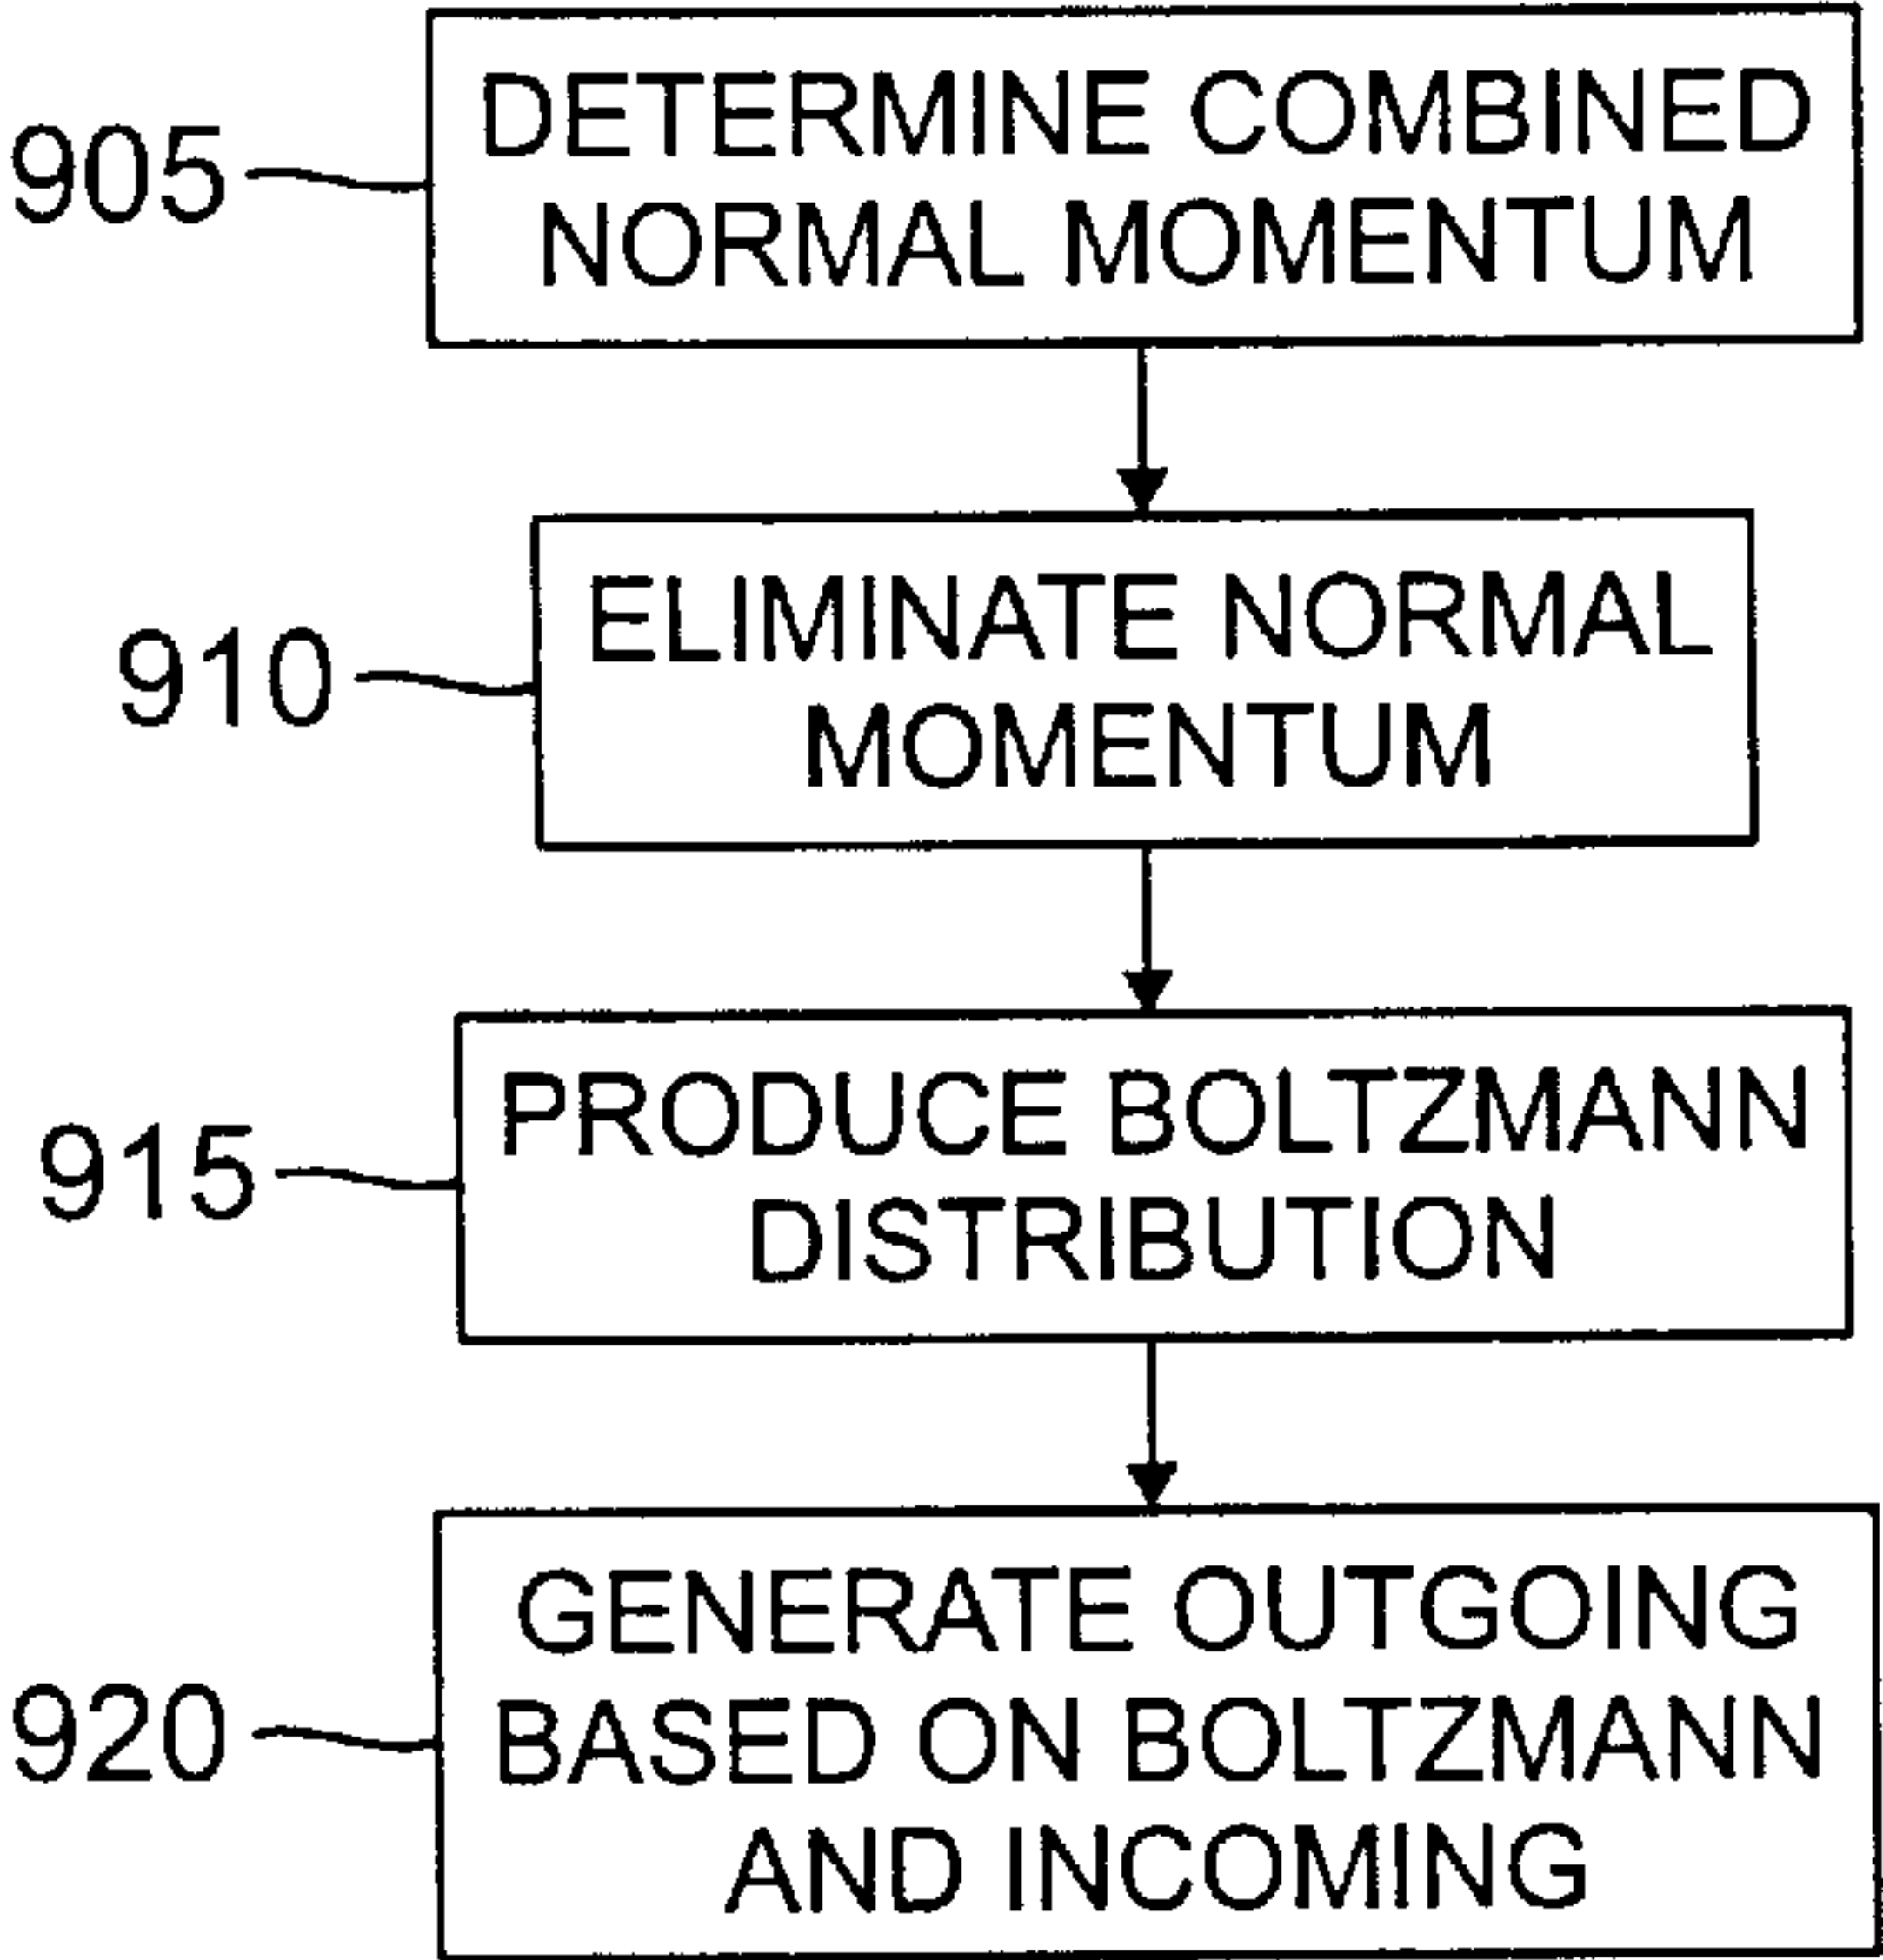 905
DETERMINE COMBINED
NORMAL MOMENTUM
910
ELIMINATE NORMAL
MOMENTUM
915
PRODUCE BOLTZMANN
DISTRIBUTION
920
GENERATE OUTGOING
BASED ON BOLTZMANN
AND INCOMING